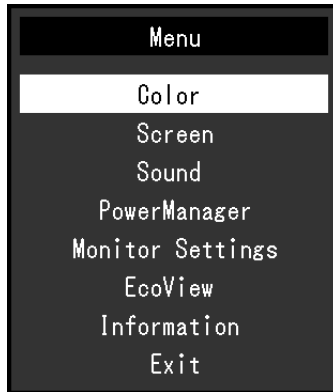 Menu
Color
Screen
Sound
PowerManager
Monitor Settings
EcoView
Information
Exit